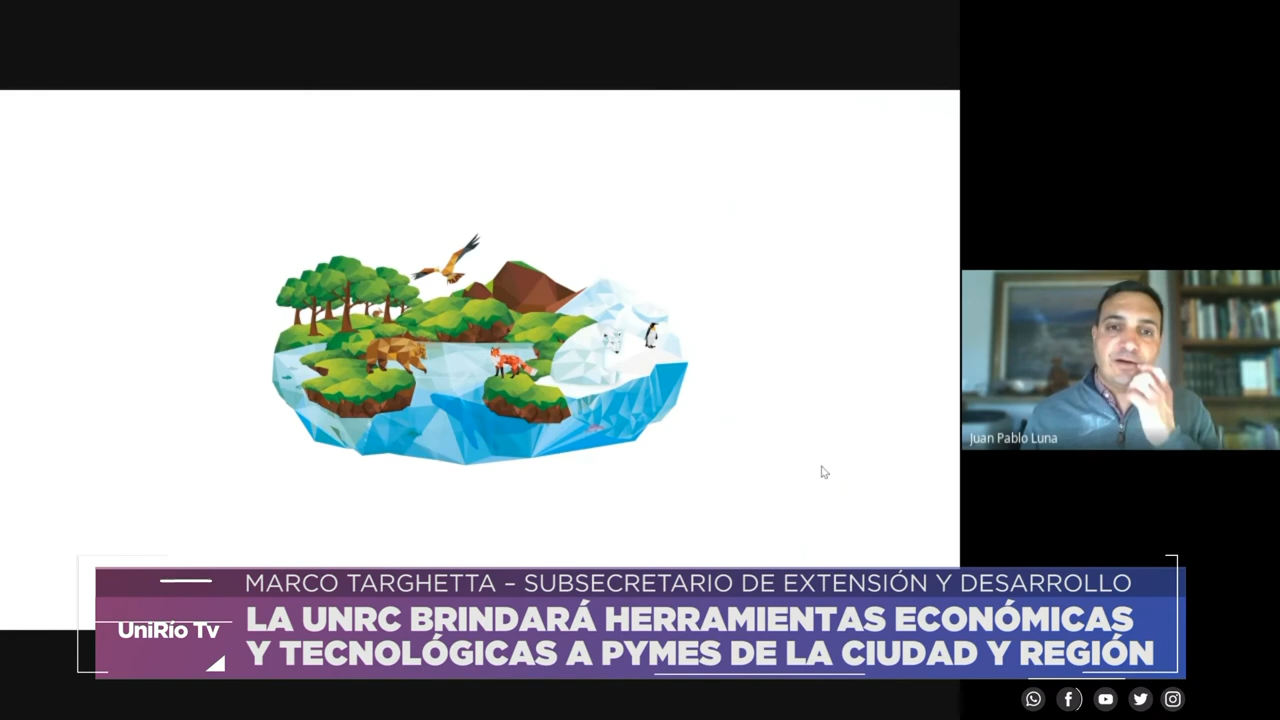 Juan Pablo Luna
MARCO TARGHETTA – SUBSECRETARIO DE EXTENSIÓN Y DESARROLLO
UniRío Tv
LA UNRC BRINDARÁ HERRAMIENTAS ECONÓMICAS
Y TECNOLÓGICAS A PYMES DE LA CIUDAD Y REGIÓN